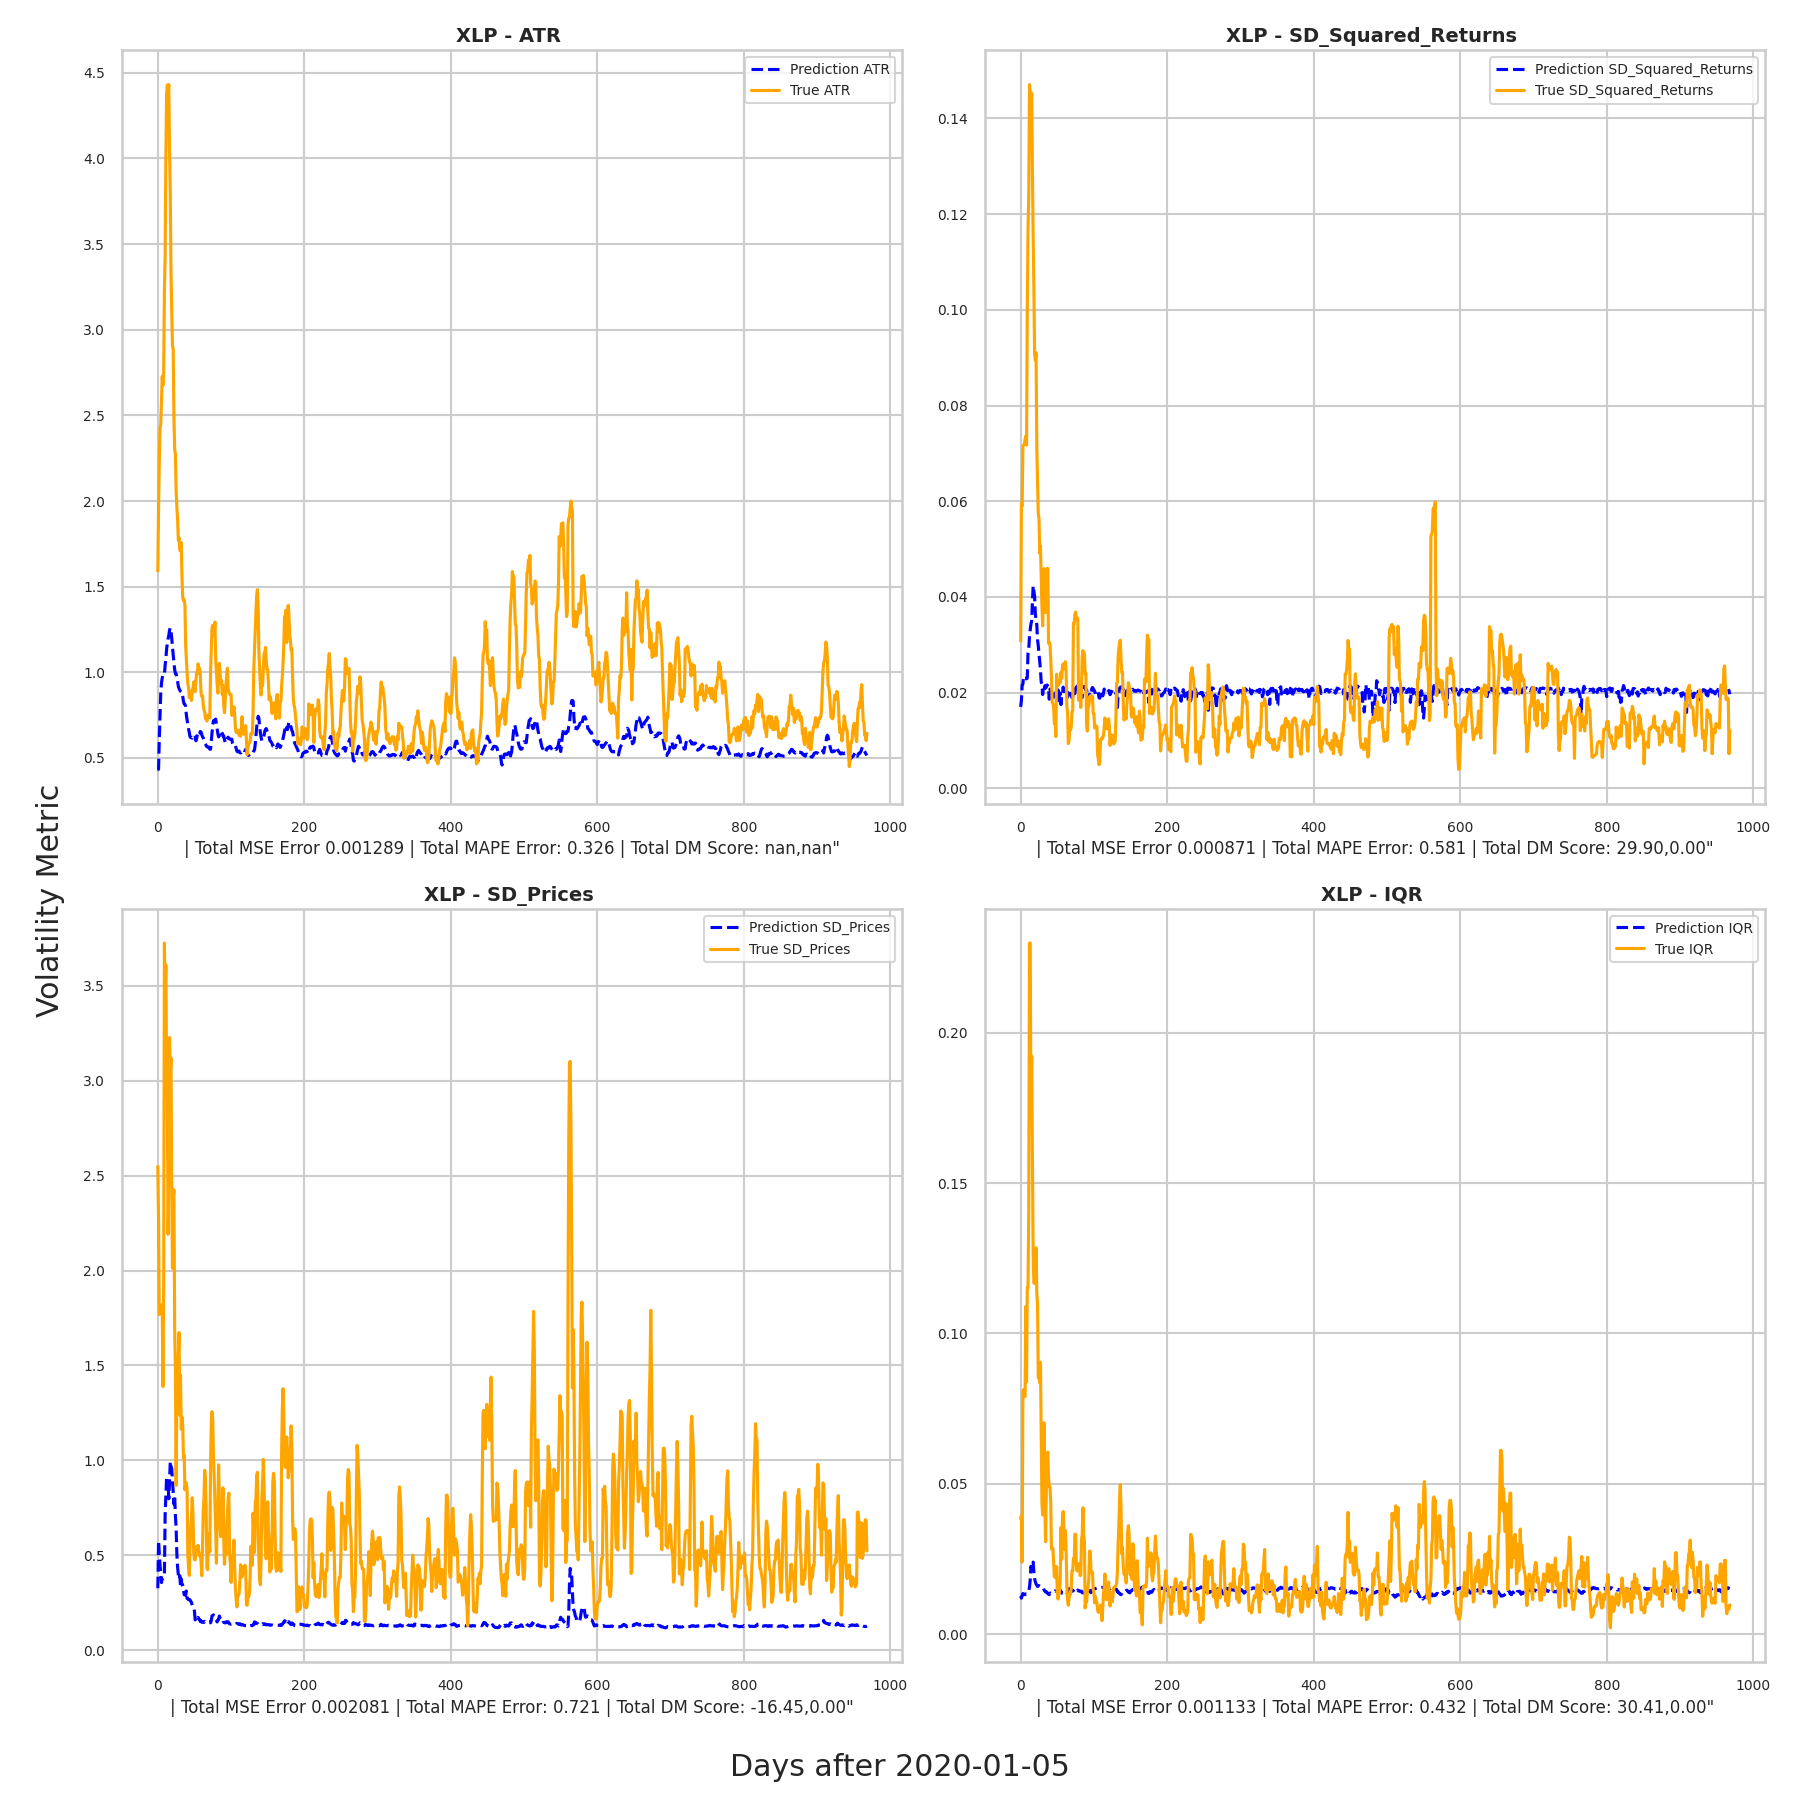 XLP - ATR
Prediction ATR
True ATR
4.5
4.0
3.5
3.0
2.5
2.0
1.5
1.0
0.5
0 200 400 600 800 1000
| Total MSE Error 0.001289 | Total MAPE Error: 0.326 | Total DM Score: nan,nan"
XLP - SD_Squared_Returns
Prediction SD_Squared_Returns
True SD_Squared_Returns
0.14
0.12
0.10
0.08
0.06
0.04
0.02
0.00
0 200 400 600 800 1000
| Total MSE Error 0.000871 | Total MAPE Error: 0.581 | Total DM Score: 29.90,0.00"
Volatility Metric
XLP - SD_Prices
Prediction SD_Prices
True SD_Prices
3.5
3.0
2.5
2.0
1.5
1.0
0.5
0.0
0 200 400 600 800 1000
| Total MSE Error 0.002081 | Total MAPE Error: 0.721 | Total DM Score: -16.45,0.00"
XLP - IQR
Prediction IQR
True IQR
0.20
0.15
0.10
0.05
0.00
0 200 400 600 800 1000
| Total MSE Error 0.001133 | Total MAPE Error: 0.432 | Total DM Score: 30.41,0.00"
Days after 2020-01-05